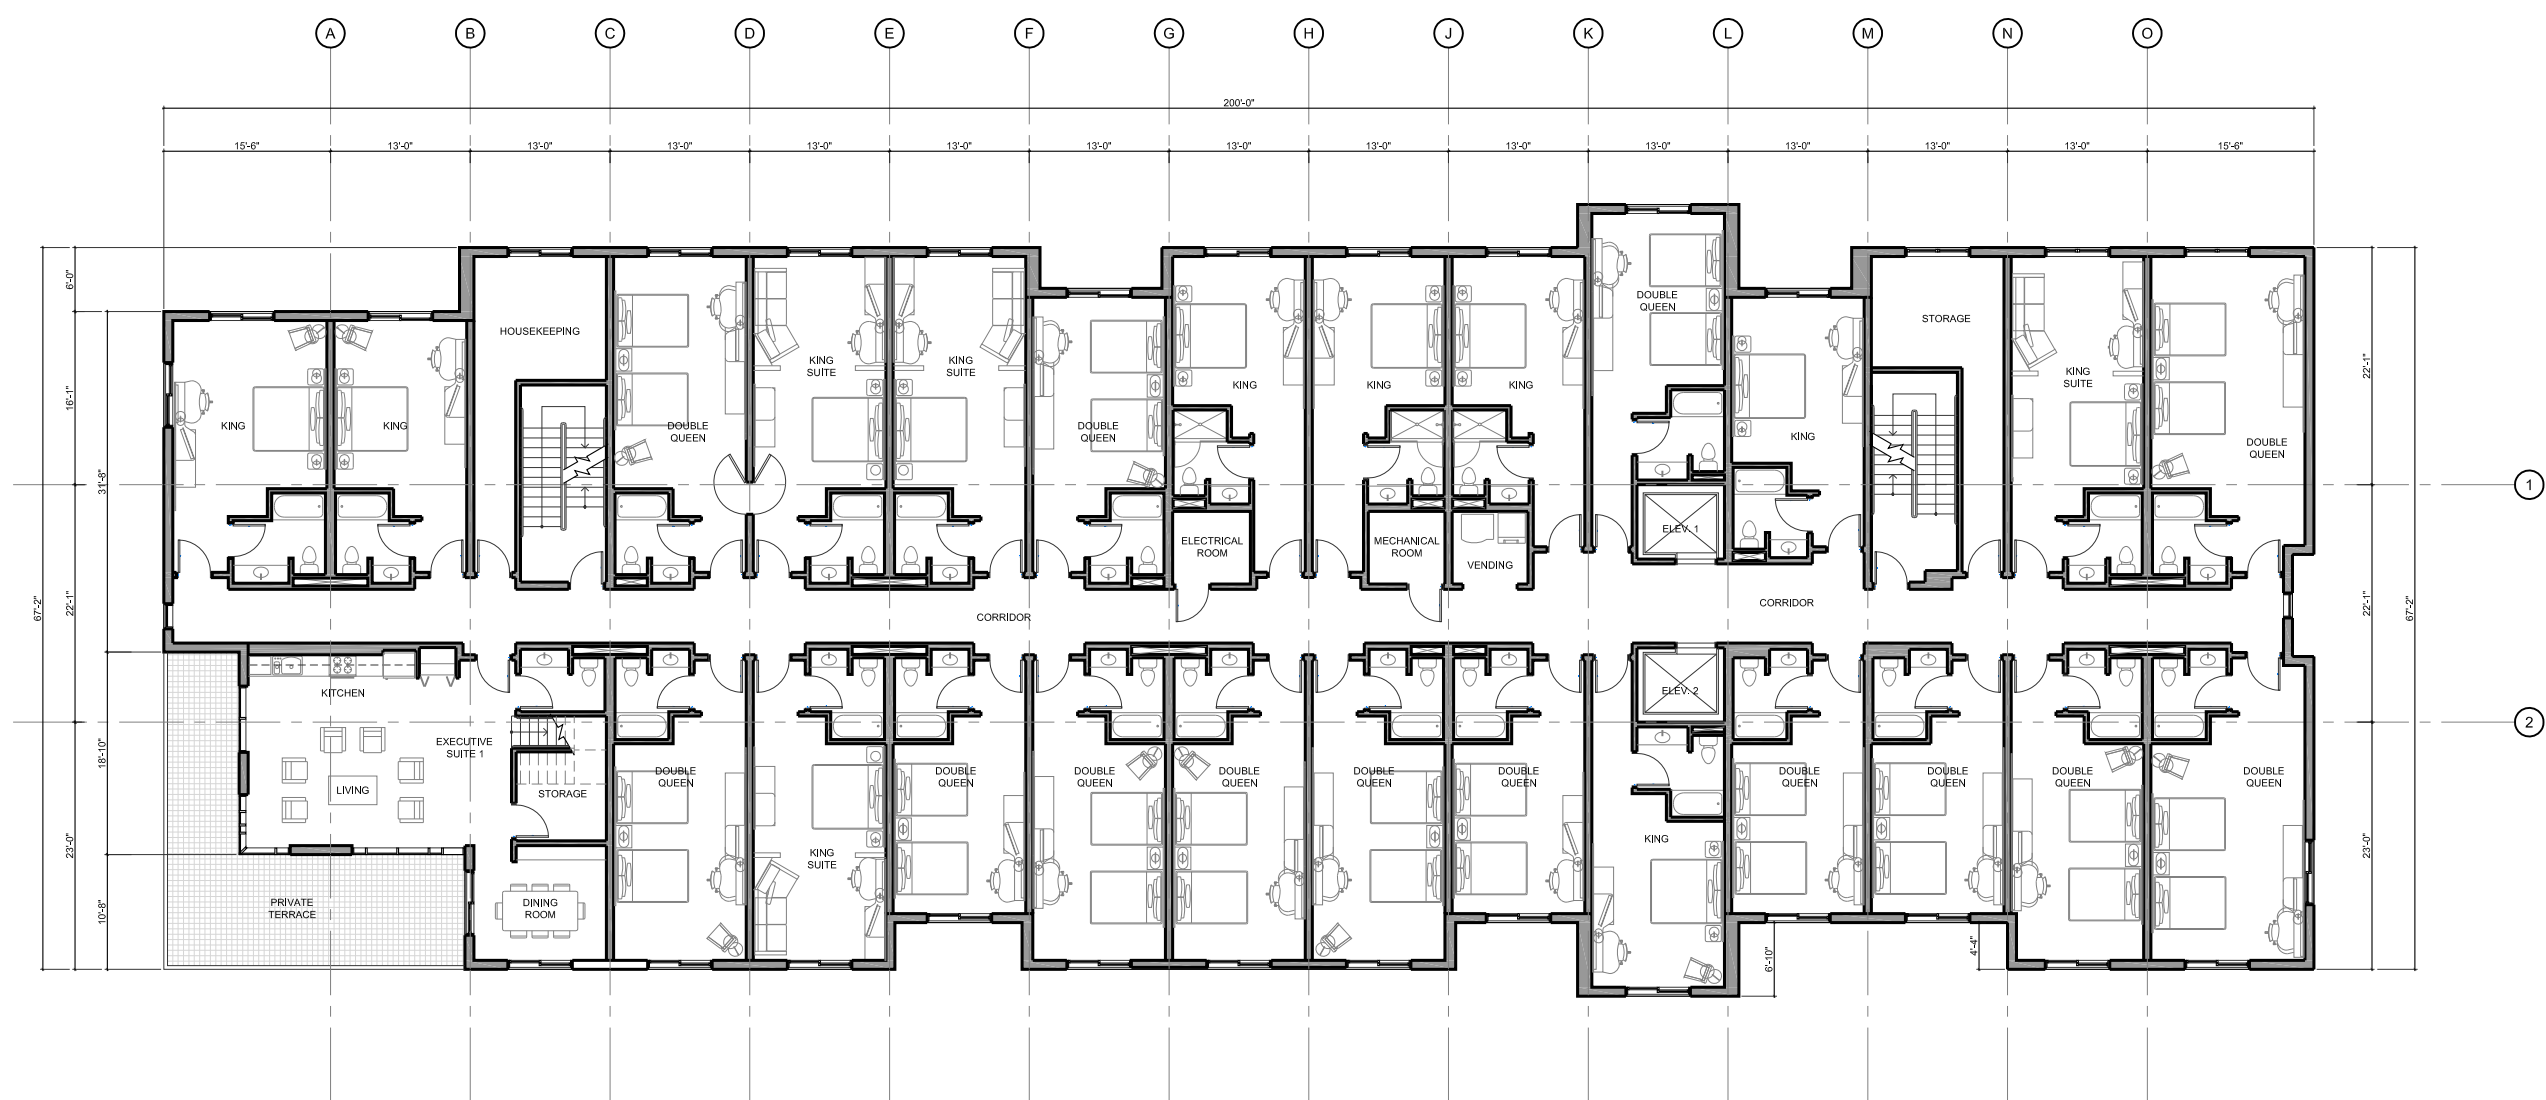 A B C D E F G H J K L M N O
200'-0"
15'-6" 13'-0" 13'-0" 13'-0" 13'-0" 13'-0" 13'-0" 13'-0" 13'-0" 13'-0" 13'-0" 13'-0" 13'-0" 13'-0" 15'-6"
6'-0"
16'-1"
22'-1"
23'-0"
67'-2"
31'-8"
18'-10"
10'-8"
HOUSEKEEPING
KING
KING
DOUBLE
QUEEN
KING
SUITE
KING
SUITE
DOUBLE
QUEEN
KING
KING
KING
DOUBLE
QUEEN
KING
STORAGE
KING
SUITE
DOUBLE
QUEEN
ELECTRICAL
ROOM
MECHANICAL
ROOM
VENDING
ELEV. 1
CORRIDOR
CORRIDOR
KITCHEN
EXECUTIVE
SUITE 1
LIVING
STORAGE
DINING
ROOM
PRIVATE
TERRACE
DOUBLE
QUEEN
KING
SUITE
DOUBLE
QUEEN
DOUBLE
QUEEN
DOUBLE
QUEEN
DOUBLE
QUEEN
DOUBLE
QUEEN
ELEV. 2
KING
DOUBLE
QUEEN
DOUBLE
QUEEN
DOUBLE
QUEEN
DOUBLE
QUEEN
6'-10"
4'-4"
22'-1"
22'-1"
23'-0"
67'-2"
1
2